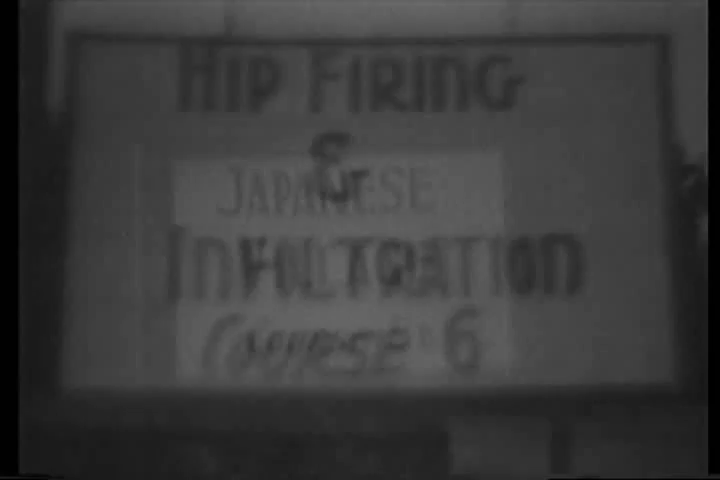 HIP FIRING
&
JAPANESE
INFILTRATION
COURSE 6